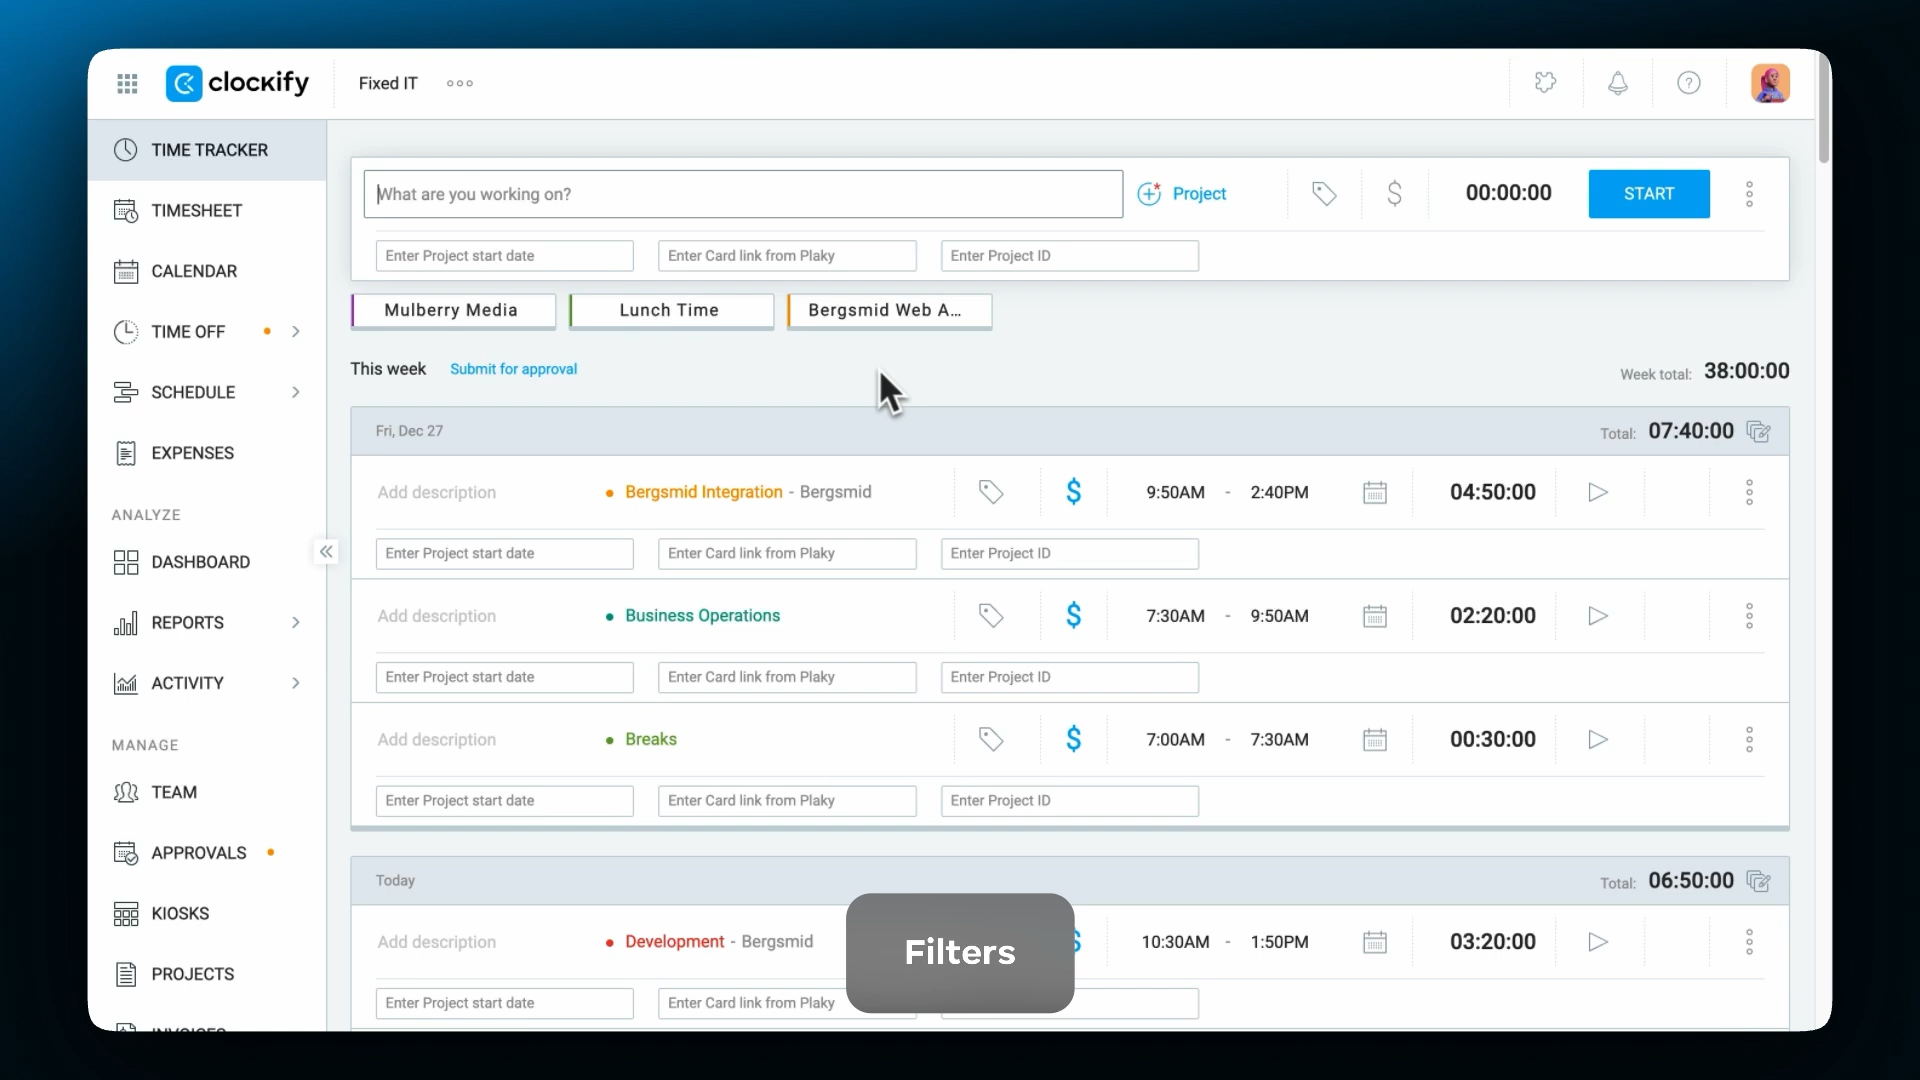 clockify
Fixed IT
TIME TRACKER
TIMESHEET
CALENDAR
TIME OFF
SCHEDULE
EXPENSES
ANALYZE
DASHBOARD
REPORTS
ACTIVITY
MANAGE
TEAM
APPROVALS
KIOSKS
PROJECTS
INVOICES
What are you working on?
Project
$
00:00:00
START
Enter Project start date
Enter Card link from Plaky
Enter Project ID
Mulberry Media
Lunch Time
Bergsmid Web A...
This week
Submit for approval
Week total: 38:00:00
Fri, Dec 27
Total: 07:40:00
Add description
Bergsmid Integration - Bergsmid
$
9:50AM - 2:40PM
04:50:00
Enter Project start date
Enter Card link from Plaky
Enter Project ID
Add description
Business Operations
$
7:30AM - 9:50AM
02:20:00
Enter Project start date
Enter Card link from Plaky
Enter Project ID
Add description
Breaks
$
7:00AM - 7:30AM
00:30:00
Enter Project start date
Enter Card link from Plaky
Enter Project ID
Today
Total: 06:50:00
Add description
Development - Bergsmid
$
10:30AM - 1:50PM
03:20:00
Enter Project start date
Enter Card link from Plaky
Filters